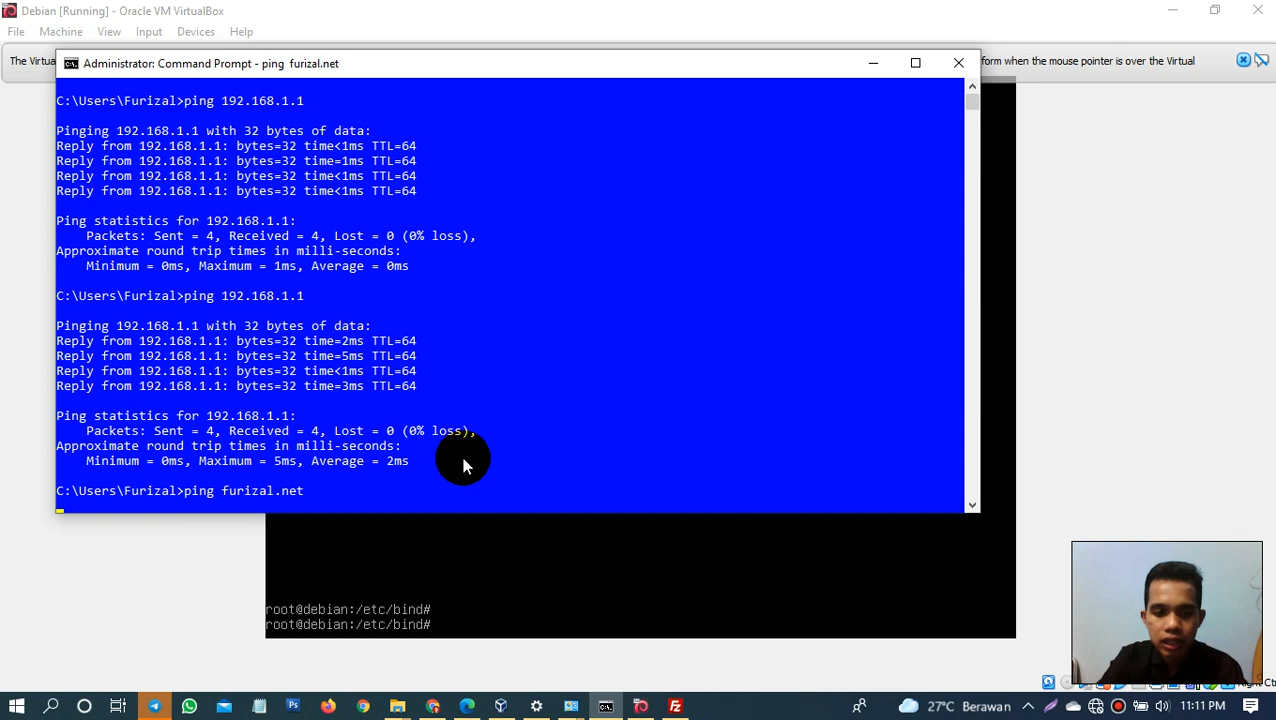 Debian [Running] - Oracle VM VirtualBox
File Machine View Input Devices Help
The Virtua
form when the mouse pointer is over the Virtual
Administrator: Command Prompt - ping  furizal.net
C:\Users\Furizal>ping 192.168.1.1
Pinging 192.168.1.1 with 32 bytes of data:
Reply from 192.168.1.1: bytes=32 time<1ms TTL=64
Reply from 192.168.1.1: bytes=32 time=1ms TTL=64
Reply from 192.168.1.1: bytes=32 time<1ms TTL=64
Reply from 192.168.1.1: bytes=32 time<1ms TTL=64
Ping statistics for 192.168.1.1:
    Packets: Sent = 4, Received = 4, Lost = 0 (0% loss),
Approximate round trip times in milli-seconds:
    Minimum = 0ms, Maximum = 1ms, Average = 0ms
C:\Users\Furizal>ping 192.168.1.1
Pinging 192.168.1.1 with 32 bytes of data:
Reply from 192.168.1.1: bytes=32 time=2ms TTL=64
Reply from 192.168.1.1: bytes=32 time=5ms TTL=64
Reply from 192.168.1.1: bytes=32 time<1ms TTL=64
Reply from 192.168.1.1: bytes=32 time=3ms TTL=64
Ping statistics for 192.168.1.1:
    Packets: Sent = 4, Received = 4, Lost = 0 (0% loss),
Approximate round trip times in milli-seconds:
    Minimum = 0ms, Maximum = 5ms, Average = 2ms
C:\Users\Furizal>ping furizal.net
root@debian:/etc/bind#
root@debian:/etc/bind#
Right Ctr
27°C Berawan
11:11 PM